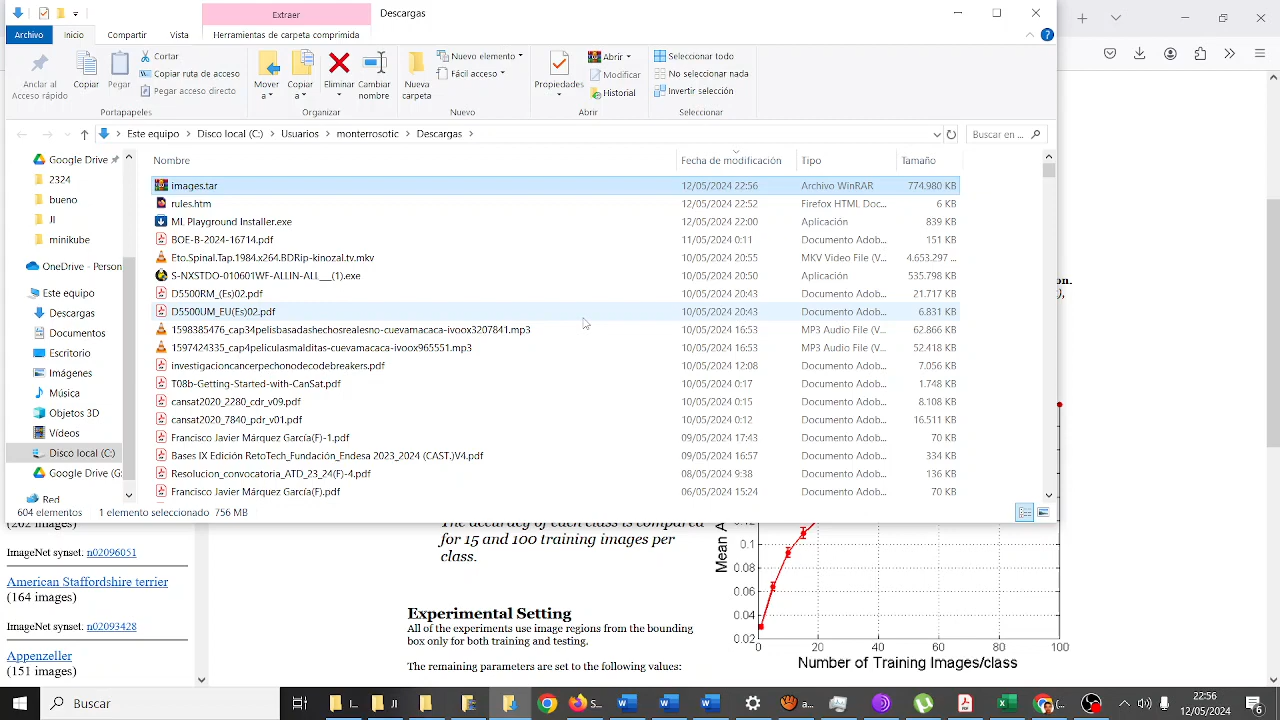 Extraer
Descargas
Archivo
Inicio
Compartir
Vista
Herramientas de carpeta comprimida
Anclar al
Acceso rápido
Copiar
Pegar
Cortar
Copiar ruta de acceso
Pegar acceso directo
Mover
a
Copiar
a
Eliminar
Cambiar
nombre
Nueva
carpeta
Nuevo elemento
Fácil acceso
Propiedades
Abrir
Modificar
Historial
Seleccionar todo
No seleccionar nada
Invertir selección
Portapapeles
Organizar
Nuevo
Abrir
Seleccionar
Este equipo
Disco local (C:)
Usuarios
monterrosotic
Descargas
Buscar en ...
Google Drive
2324
bueno
JI
minikube
OneDrive - Person
Este equipo
Descargas
Documentos
Escritorio
Imágenes
Música
Objetos 3D
Vídeos
Disco local (C:)
Google Drive (G:
Red
Nombre Fecha de modificación Tipo Tamaño
images.tar 12/05/2024 22:56 Archivo WinRAR 774.980 KB
rules.htm 12/05/2024 22:52 Firefox HTML Doc... 6 KB
ML Playground Installer.exe 12/05/2024 22:00 Aplicación 839 KB
BOE-B-2024-16714.pdf 11/05/2024 0:11 Documento Adob... 151 KB
Eto.Spinal.Tap.1984.x264.BDRip-kinozal.tv.mkv 10/05/2024 20:55 MKV Video File (V... 4.653.297 ...
S-NXSTDO-010601WF-ALLIN-ALL___(1).exe 10/05/2024 20:50 Aplicación 535.798 KB
D5500RM_(Es)02.pdf 10/05/2024 20:43 Documento Adob... 21.717 KB
D5500UM_EU(Es)02.pdf 10/05/2024 20:43 Documento Adob... 6.831 KB
1598385476_cap34pelisbasadashechosrealesno-cuevamacaca-ivoox3207841.mp3 10/05/2024 16:53 MP3 Audio File (V... 62.866 KB
1597424335_cap4peliculasmalditas-cuevamacaca-ivoox965551.mp3 10/05/2024 16:53 MP3 Audio File (V... 52.418 KB
investigacioncancerpechonodecodebreakers.pdf 10/05/2024 12:08 Documento Adob... 7.056 KB
T08b-Getting-Started-with-CanSat.pdf 10/05/2024 0:17 Documento Adob... 1.748 KB
cansat2020_2280_cdr_v09.pdf 10/05/2024 0:15 Documento Adob... 8.108 KB
cansat2020_7840_pdr_v01.pdf 10/05/2024 0:12 Documento Adob... 16.511 KB
Francisco Javier Márquez García(F)-1.pdf 09/05/2024 17:43 Documento Adob... 70 KB
Bases IX Edición RetoTech_Fundación_Endesa 2023_2024 (CAST.)V4.pdf 09/05/2024 16:57 Documento Adob... 334 KB
Resolucion_convocatoria_ATD_23_24(F)-4.pdf 08/05/2024 9:38 Documento Adob... 136 KB
Francisco Javier Márquez García(F).pdf 06/05/2024 15:24 Documento Adob... 70 KB
604 elementos 1 elemento seleccionado 756 MB
on.
),
(202 images)
ImageNet synset: n02096051
American Staffordshire terrier
(164 images)
ImageNet synset: n02093428
Appenzeller
(151 images)
The accuracy of each class is compared
for 15 and 100 training images per
class.
Experimental Setting
All of the experiments use image regions from the bounding
box only for both training and testing.
The remaining parameters are set to the following values:
Mean A
0.12
0.1
0.08
0.06
0.04
0.02
0 20 40 60 80 100
Number of Training Images/class
Buscar
I...
JI
S...
a...
22:56
12/05/2024
6